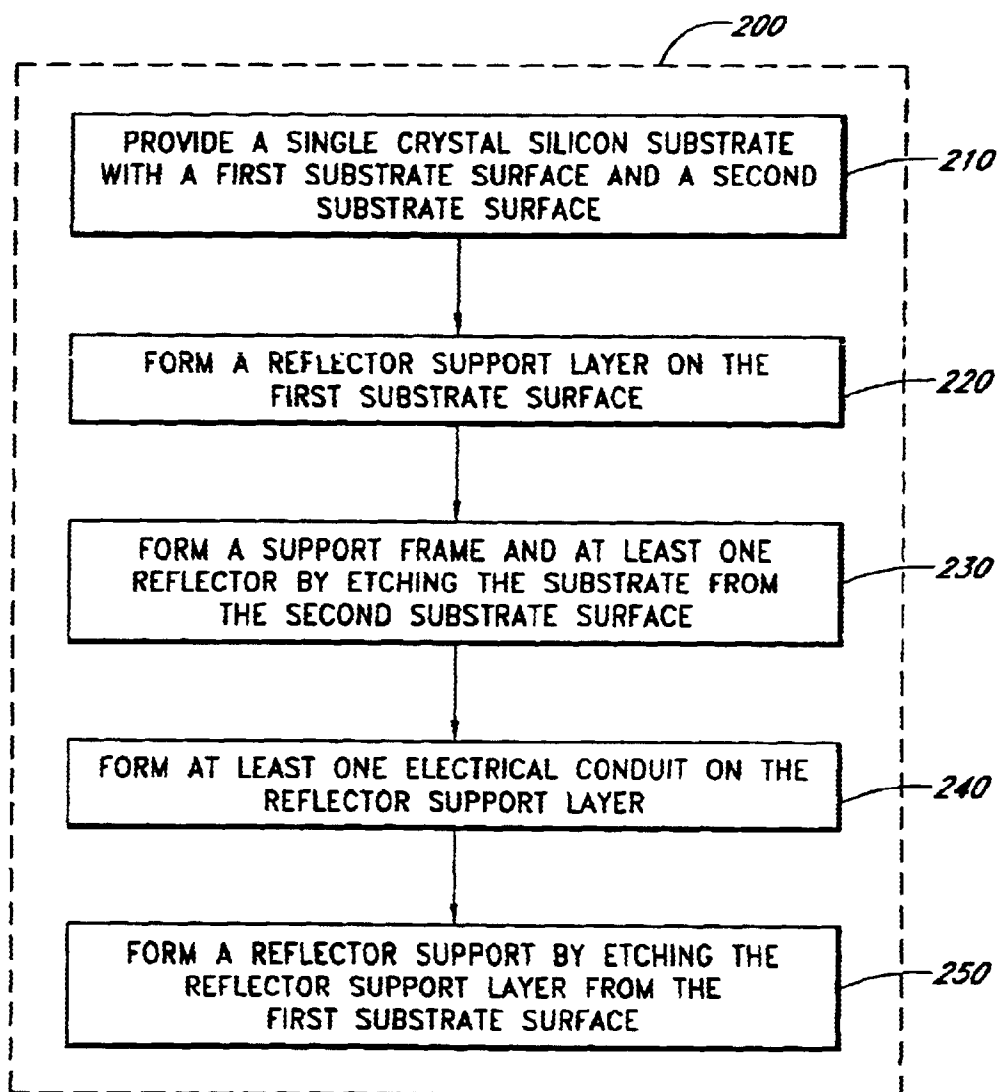 200
PROVIDE A SINGLE CRYSTAL SILICON SUBSTRATE
WITH A FIRST SUBSTRATE SURFACE AND A SECOND
SUBSTRATE SURFACE
210
FORM A REFLECTOR SUPPORT LAYER ON THE
FIRST SUBSTRATE SURFACE
220
FORM A SUPPORT FRAME AND AT LEAST ONE
REFLECTOR BY ETCHING THE SUBSTRATE FROM
THE SECOND SUBSTRATE SURFACE
230
FORM AT LEAST ONE ELECTRICAL CONDUIT ON THE
REFLECTOR SUPPORT LAYER
240
FORM A REFLECTOR SUPPORT BY ETCHING THE
REFLECTOR SUPPORT LAYER FROM THE
FIRST SUBSTRATE SURFACE
250